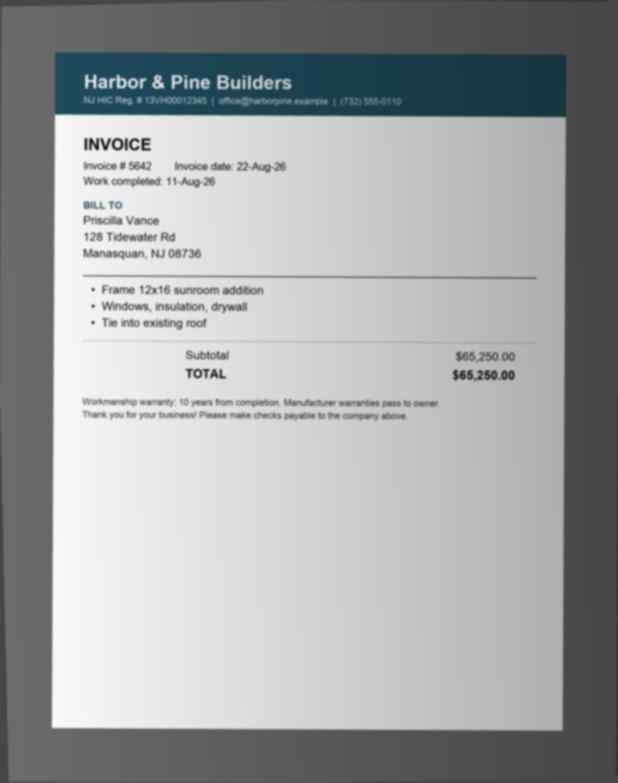 Harbor & Pine Builders
NJ HIC Reg. # 13VH00012345 | office@harborpine.example | (732) 555-0110
INVOICE
Invoice # 5642 Invoice date: 22-Aug-26
Work completed: 11-Aug-26
BILL TO
Priscilla Vance
128 Tidewater Rd
Manasquan, NJ 08736
• Frame 12x16 sunroom addition
• Windows, insulation, drywall
• Tie into existing roof
Subtotal $65,250.00
TOTAL $65,250.00
Workmanship warranty: 10 years from completion. Manufacturer warranties pass to owner.
Thank you for your business! Please make checks payable to the company above.